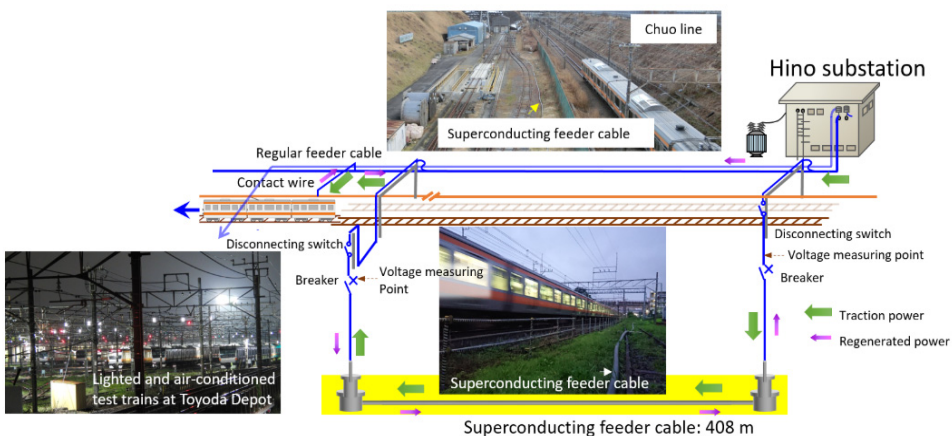 Chuo line
Hino substation
Superconducting feeder cable
Regular feeder cable
Contact wire
Disconnecting switch
Disconnecting switch
Voltage measuring point
Breaker
Voltage measuring
Point
Breaker
Traction power
Regenerated power
Lighted and air-conditioned
test trains at Toyoda Depot
Superconducting feeder cable
Superconducting feeder cable: 408 m